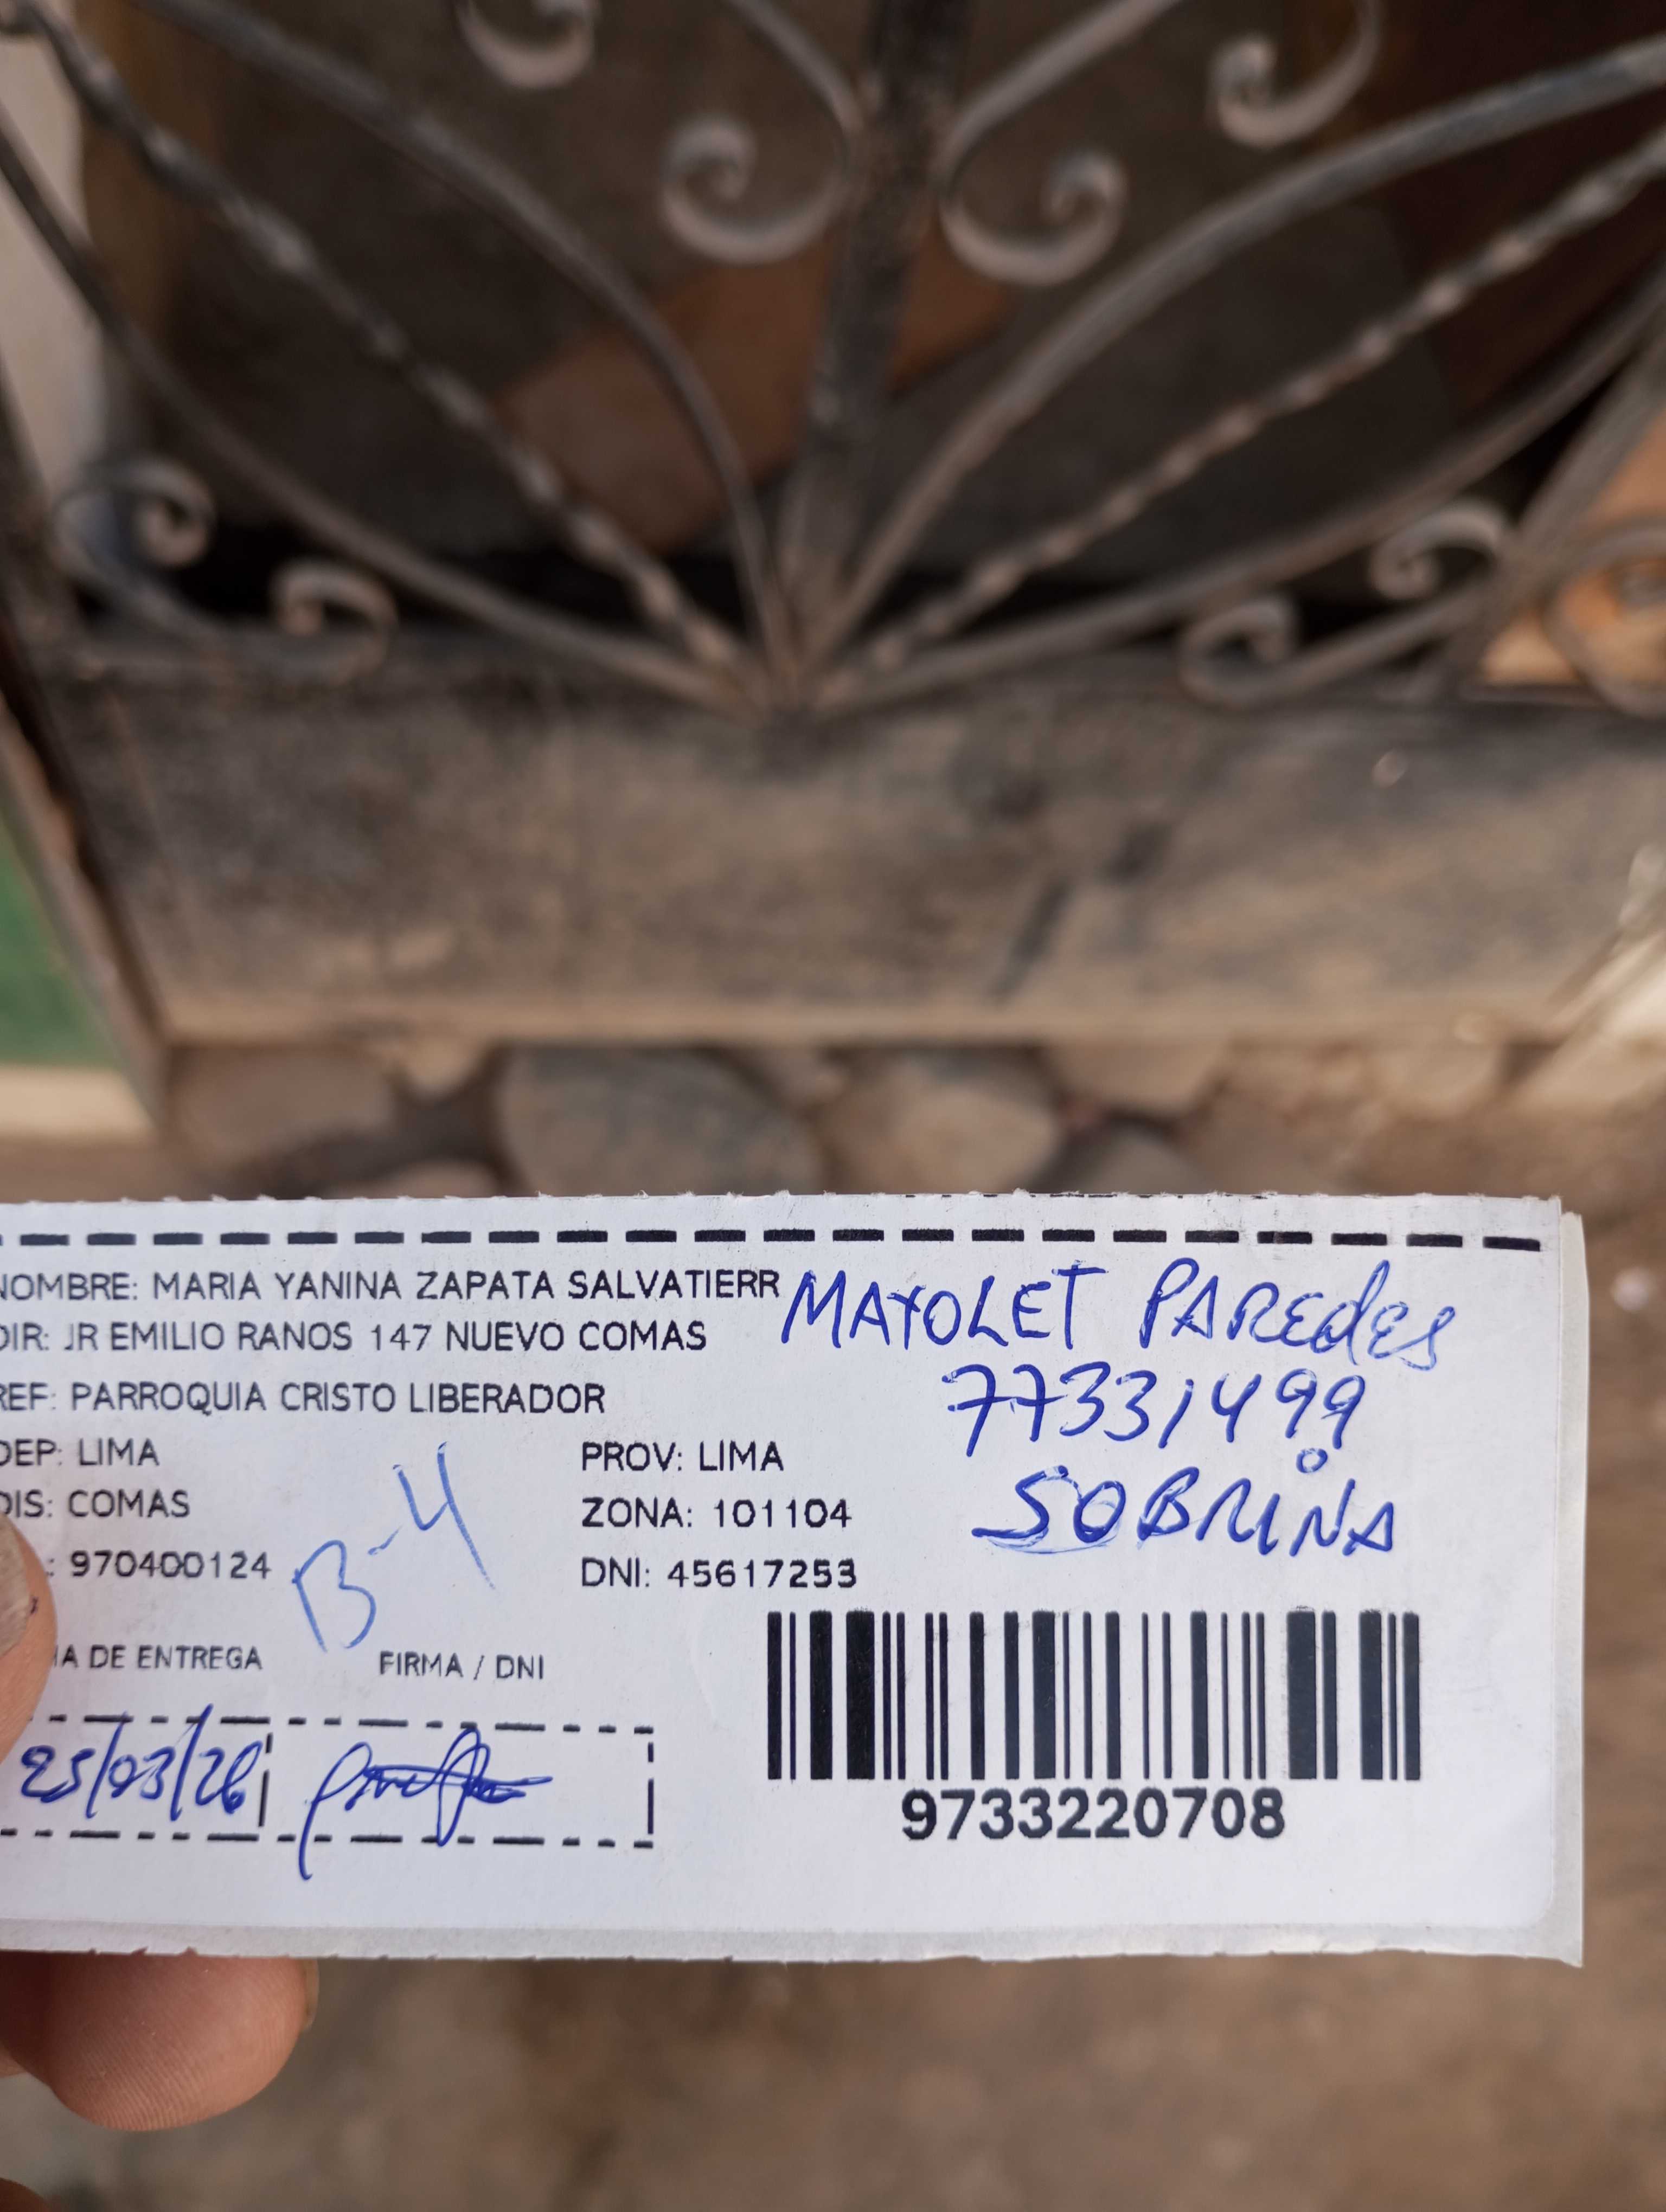 NOMBRE: MARIA YANINA ZAPATA SALVATIERR
MAYOLET PAREDES
DIR: JR EMILIO RANOS 147 NUEVO COMAS
77331499
REF: PARROQUIA CRISTO LIBERADOR
SOBRINA
DEP: LIMA
PROV: LIMA
DIS: COMAS
ZONA: 101104
: 970400124
B-4
DNI: 45617253
IA DE ENTREGA
FIRMA / DNI
25/03/26
9733220708